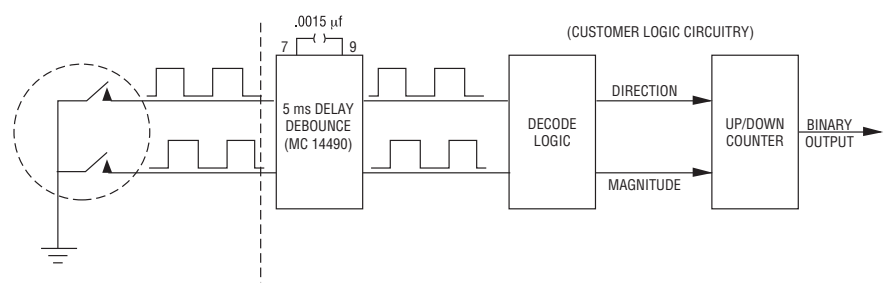 .0015 µf
7 9
(CUSTOMER LOGIC CIRCUITRY)
5 ms DELAY
DEBOUNCE
(MC 14490)
DECODE
LOGIC
DIRECTION
MAGNITUDE
UP/DOWN
COUNTER
BINARY
OUTPUT